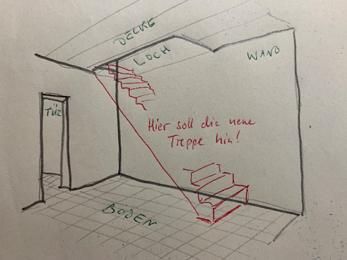 DECKE
LOCH
WAND
TÜR
Hier soll die neue
Treppe hin!
BODEN